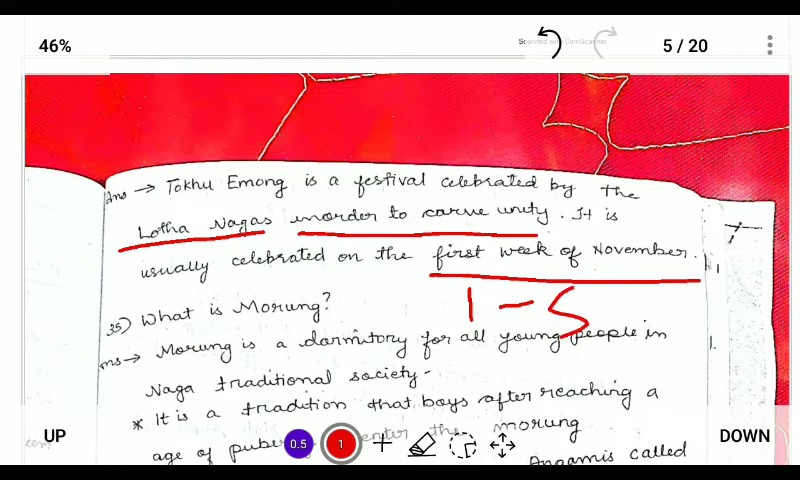 46%
Scanned with CamScanner
5 / 20
Ans → Tokhu Emong is a festival celebrated by the
Lotha Nagas inorder to carve unity. It is
usually celebrated on the first week of November.
1-5
35) What is Morung?
Ans → Morung is a dormitory for all young people in
Naga traditional society-
* It is a tradition that boys after reaching a
age of enter the morung
Angamis called
UP
0.5
1
DOWN